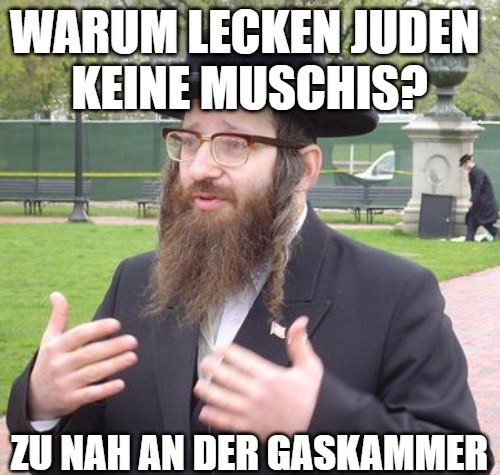 WARUM LECKEN JUDEN
KEINE MUSCHIS?
ZU NAH AN DER GASKAMMER